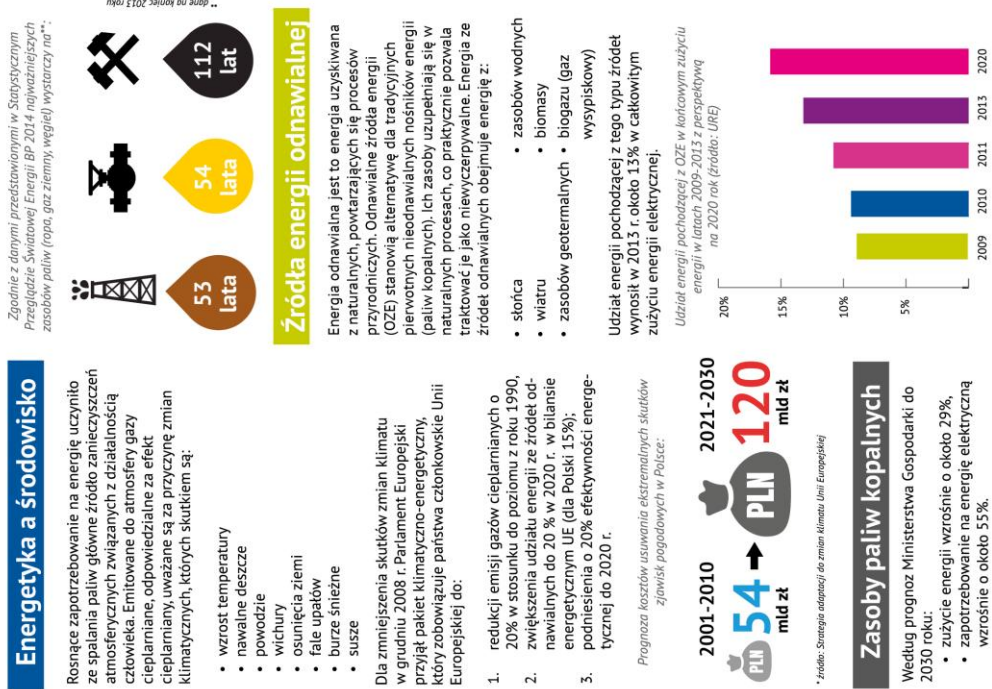 Energetyka a środowisko
Rosnące zapotrzebowanie na energię uczyniło
ze spalania paliw główne źródło zanieczyszczeń
atmosferycznych związanych z działalnością
człowieka. Emitowane do atmosfery gazy
cieplarniane, odpowiedzialne za efekt
cieplarniany, uważane są za przyczynę zmian
klimatycznych, których skutkiem są:
• wzrost temperatury
• nawalne deszcze
• powodzie
• wichury
• osunięcia ziemi
• fale upałów
• burze śnieżne
• susze
Dla zmniejszenia skutków zmian klimatu
w grudniu 2008 r. Parlament Europejski
przyjął pakiet klimatyczno-energetyczny,
który zobowiązuje państwa członkowskie Unii
Europejskiej do:
1. redukcji emisji gazów cieplarnianych o
20% w stosunku do poziomu z roku 1990,
2. zwiększenia udziału energii ze źródeł od-
nawialnych do 20 % w 2020 r. w bilansie
energetycznym UE (dla Polski 15%);
3. podniesienia o 20% efektywności energe-
tycznej do 2020 r.
Prognoza kosztów usuwania ekstremalnych skutków
zjawisk pogodowych w Polsce:
2001-2010 2021-2030
PLN 54 PLN 120
mld zł mld zł
* źródło: Strategia adaptacji do zmian klimatu Unii Europejskiej
Zasoby paliw kopalnych
Według prognoz Ministerstwa Gospodarki do
2030 roku:
• zużycie energii wzrośnie o około 29%,
• zapotrzebowanie na energię elektryczną
wzrośnie o około 55%.
Zgodnie z danymi przedstawionymi w Statystycznym
Przeglądzie Światowej Energii BP 2014 najważniejszych
zasobów paliw (ropa, gaz ziemny, węgiel) wystarczy na**:
53 54 112
lata lata lat
** dane na koniec 2013 roku
Źródła energii odnawialnej
Energia odnawialna jest to energia uzyskiwana
z naturalnych, powtarzających się procesów
przyrodniczych. Odnawialne źródła energii
(OZE) stanowią alternatywę dla tradycyjnych
pierwotnych nieodnawialnych nośników energii
(paliw kopalnych). Ich zasoby uzupełniają się w
naturalnych procesach, co praktycznie pozwala
traktować je jako niewyczerpywalne. Energia ze
źródeł odnawialnych obejmuje energię z:
• słońca
• wiatru
• zasobów geotermalnych
• zasobów wodnych
• biomasy
• biogazu (gaz
wysypiskowy)
Udział energii pochodzącej z tego typu źródeł
wynosił w 2013 r. około 13% w całkowitym
zużyciu energii elektrycznej.
Udział energii pochodzącej z OZE w końcowym zużyciu
energii w latach 2009-2013 z perspektywą
na 2020 rok (źródło: URE)
20%
15%
10%
5%
2009 2010 2011 2013 2020